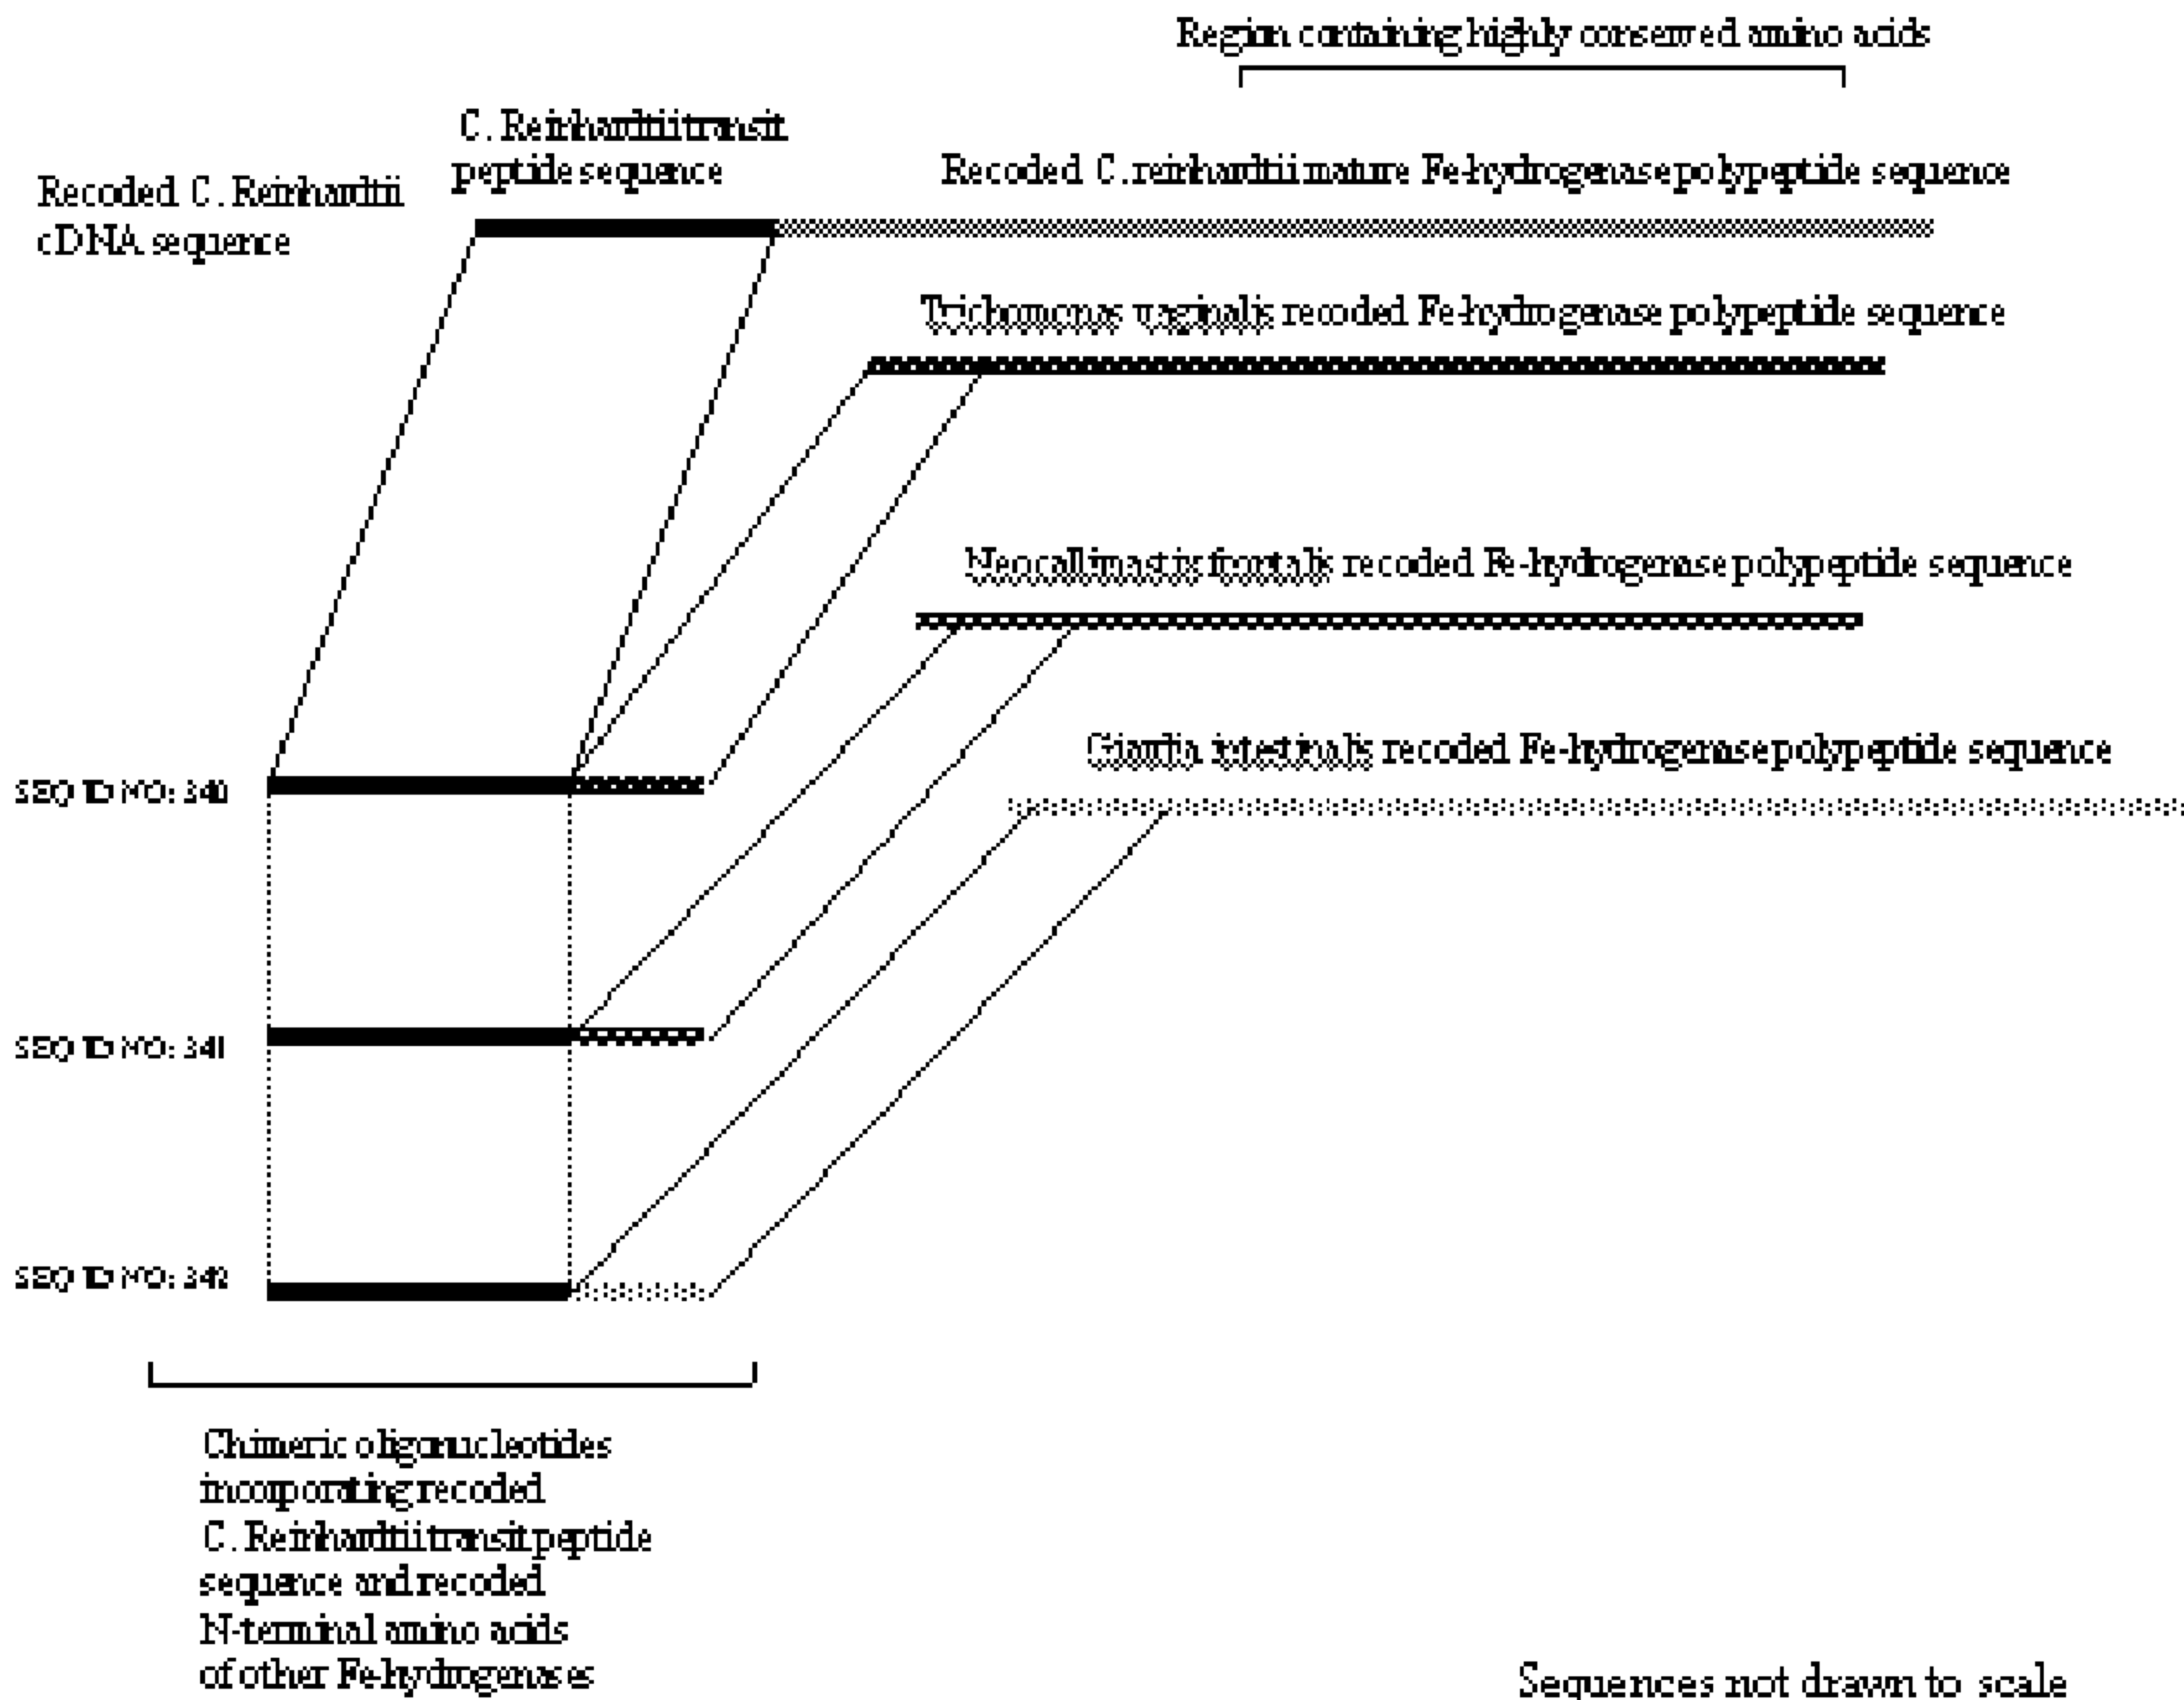 Region containing highly conserved amino acids
C. Reinhardtii transit
peptide sequence
Recoded C. Reinhardtii
cDNA sequence
Recoded C. reinhardtii mature Fe-hydrogenase polypeptide sequence
Trichomonas vaginalis recoded Fe-hydrogenase polypeptide sequence
Neocallimastix frontalis recoded Fe-hydrogenase polypeptide sequence
Giardia intestinalis recoded Fe-hydrogenase polypeptide sequence
SEQ ID NO: 340
SEQ ID NO: 341
SEQ ID NO: 342
Chimeric oligonucleotides
incorporating recoded
C. Reinhardtii transit peptide
sequence and recoded
N-terminal amino acids
of other Fe-hydrogenases
Sequences not drawn to scale